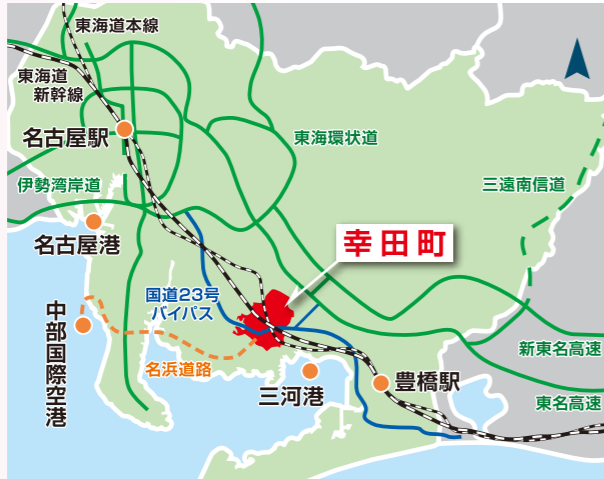 東海道本線
東海道
新幹線
名古屋駅
東海環状道
伊勢湾岸道
三遠南信道
名古屋港
幸田町
国道23号
バイパス
中部国際空港
名浜道路
三河港
豊橋駅
新東名高速
東名高速